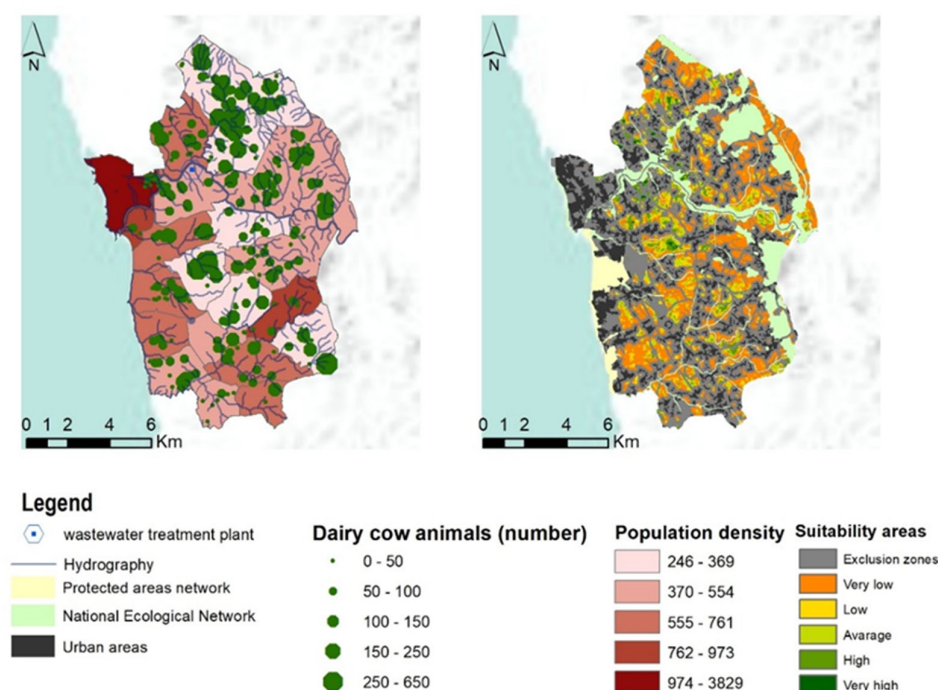 N
N
0 1 2 4 6
Km
0 1 2 4 6
Km
Legend
wastewater treatment plant
Hydrography
Protected areas network
National Ecological Network
Urban areas
Dairy cow animals (number)
0 - 50
50 - 100
100 - 150
150 - 250
250 - 650
Population density
246 - 369
370 - 554
555 - 761
762 - 973
974 - 3829
Suitability areas
Exclusion zones
Very low
Low
Avarage
High
Very high